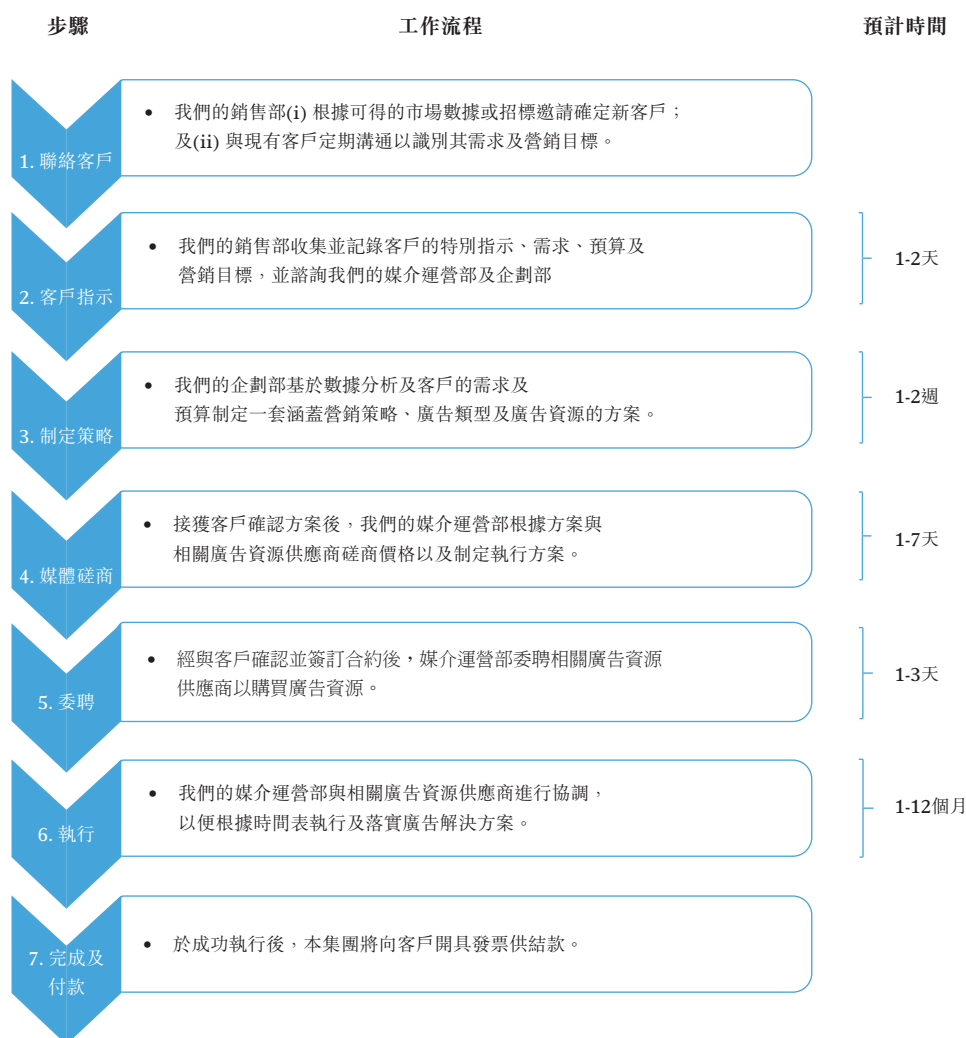 步驟 工作流程 預計時間
1. 聯絡客戶
• 我們的銷售部(i) 根據可得的市場數據或招標邀請確定新客戶；
及(ii) 與現有客戶定期溝通以識別其需求及營銷目標。
2. 客戶指示
• 我們的銷售部收集並記錄客戶的特別指示、需求、預算及
營銷目標，並諮詢我們的媒介運營部及企劃部
1-2天
3. 制定策略
• 我們的企劃部基於數據分析及客戶的需求及
預算制定一套涵蓋營銷策略、廣告類型及廣告資源的方案。
1-2週
4. 媒體磋商
• 接獲客戶確認方案後，我們的媒介運營部根據方案與
相關廣告資源供應商磋商價格以及制定執行方案。
1-7天
5. 委聘
• 經與客戶確認並簽訂合約後，媒介運營部委聘相關廣告資源
供應商以購買廣告資源。
1-3天
6. 執行
• 我們的媒介運營部與相關廣告資源供應商進行協調，
以便根據時間表執行及落實廣告解決方案。
1-12個月
7. 完成及
付款
• 於成功執行後，本集團將向客戶開具發票供結款。